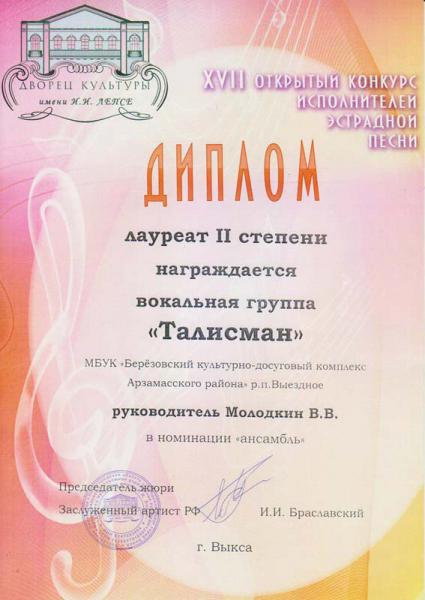 ДВОРЕЦ КУЛЬТУРЫ
имени И.И. ЛЕПСЕ
XVII ОТКРЫТЫЙ КОНКУРС
ИСПОЛНИТЕЛЕЙ
ЭСТРАДНОЙ
ПЕСНИ
ДИПЛОМ
лауреат II степени
награждается
вокальная группа
«Талисман»
МБУК «Берёзовский культурно-досуговый комплекс
Арзамасского района» р.п.Выездное
руководитель Молодкин В.В.
в номинации «ансамбль»
Председатель жюри
Заслуженный артист РФ И.И. Браславский
г. Выкса